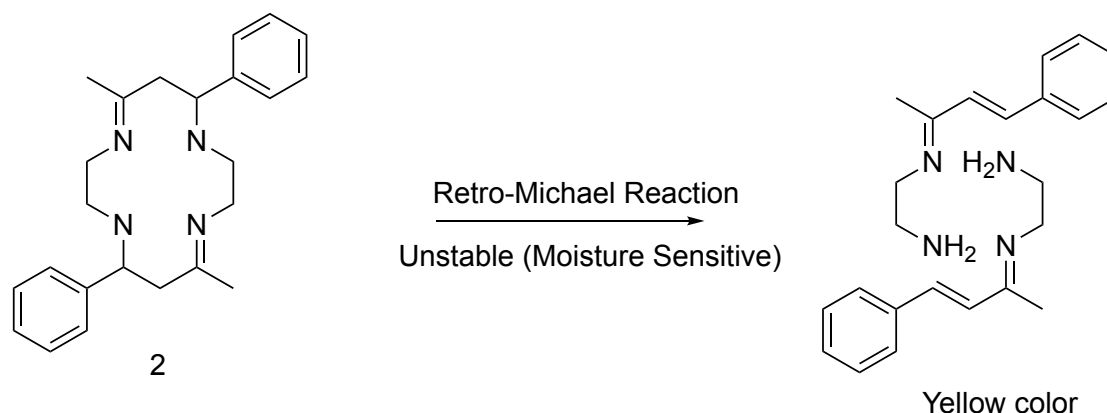 N
N
N
N
2
Retro-Michael Reaction
Unstable (Moisture Sensitive)
N
H2N
NH2
N
Yellow color